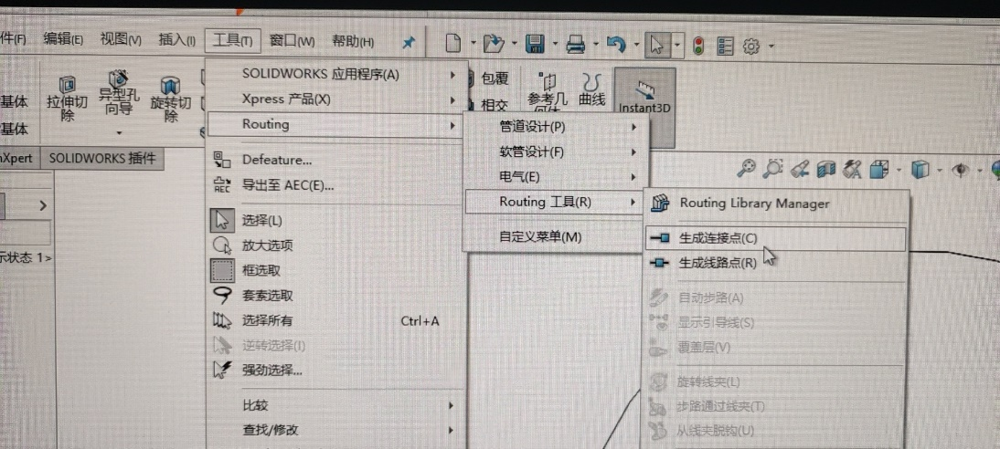 件(F) 编辑(E) 视图(V) 插入(I) 工具(T) 窗口(W) 帮助(H)
基体
基体
拉伸切
除
异型孔
向导
旋转切
除
包覆
相交
参考几
何体
曲线
Instant3D
nXpert SOLIDWORKS 插件
示状态 1>
SOLIDWORKS 应用程序(A)
Xpress 产品(X)
Routing
Defeature...
导出至 AEC(E)...
选择(L)
放大选项
框选取
套索选取
选择所有 Ctrl+A
逆转选择(I)
强劲选择...
比较
查找/修改
管道设计(P)
软管设计(F)
电气(E)
Routing 工具(R)
自定义菜单(M)
Routing Library Manager
生成连接点(C)
生成线路点(R)
自动步路(A)
显示引导线(S)
覆盖层(V)
旋转线夹(L)
步路通过线夹(T)
从线夹脱钩(U)